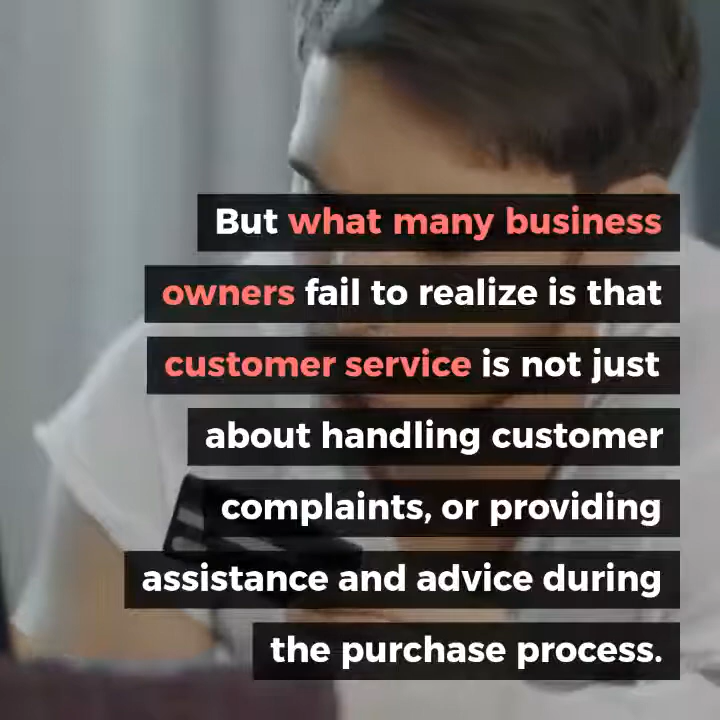 But what many business
owners fail to realize is that
customer service is not just
about handling customer
complaints, or providing
assistance and advice during
the purchase process.